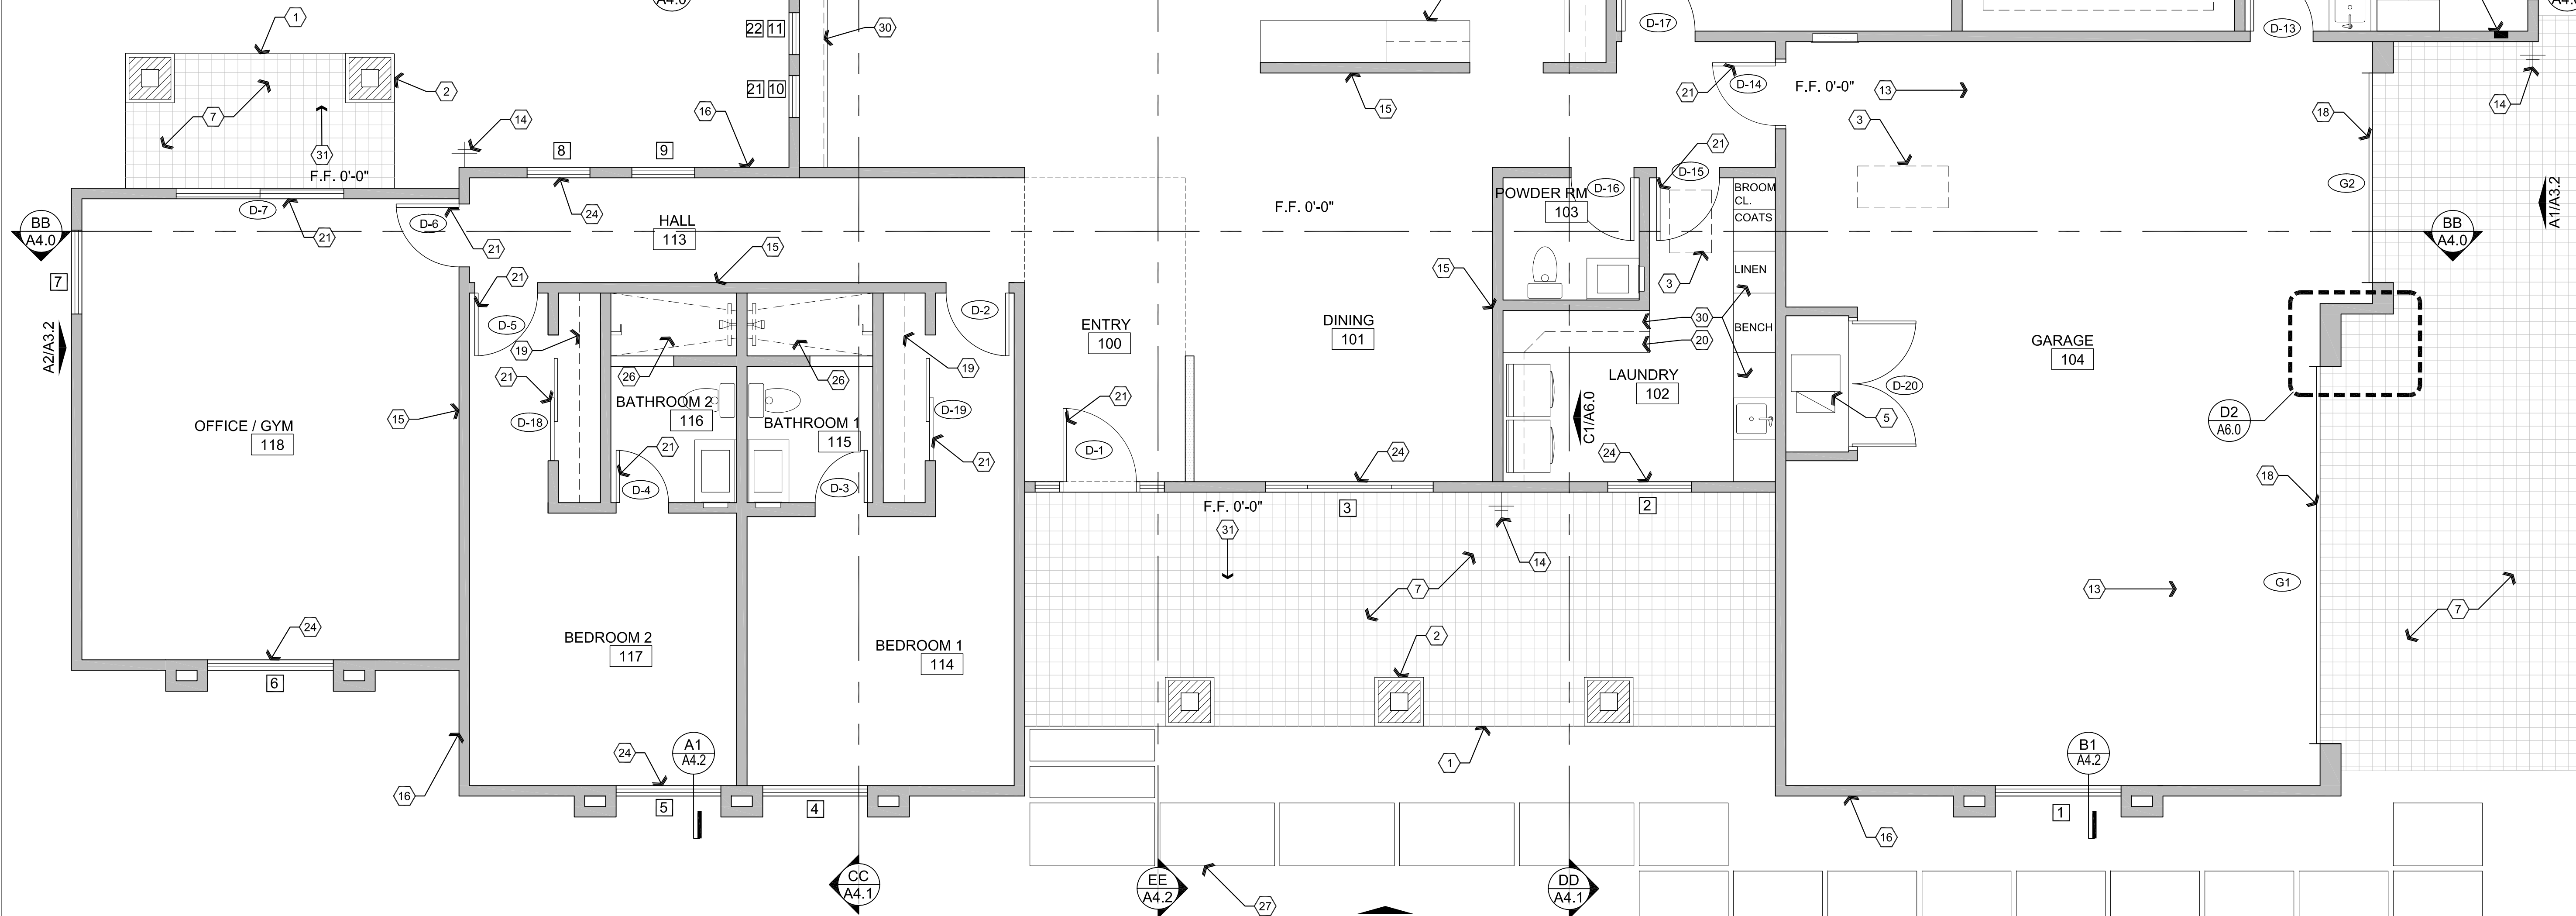 A4.0
A4.0
1
22 11
30
D-17
D-13
2
21 10
15
21
D-14
F.F. 0'-0"
13
14
7
16
14
3
18
31
F.F. 0'-0"
8
9
21
D-15
D-16
POWDER RM
103
BROOM
CL.
COATS
G2
A1/A3.2
D-7
21
D-6
21
24
HALL
113
F.F. 0'-0"
BB
A4.0
BB
A4.0
7
15
15
3
LINEN
21
D-5
D-2
19
19
A2/A3.2
ENTRY
100
DINING
101
30
BENCH
20
GARAGE
104
26
26
21
LAUNDRY
102
D-20
5
C1/A6.0
BATHROOM 2
116
BATHROOM 1
115
D-18
D-19
21
D-1
15
OFFICE / GYM
118
D2
A6.0
21
21
24
24
18
D-4
D-3
F.F. 0'-0"
3
2
31
14
7
13
G1
7
24
BEDROOM 2
117
BEDROOM 1
114
2
6
24
A1
A4.2
1
B1
A4.2
16
5
4
1
16
CC
A4.1
EE
A4.2
DD
A4.1
27